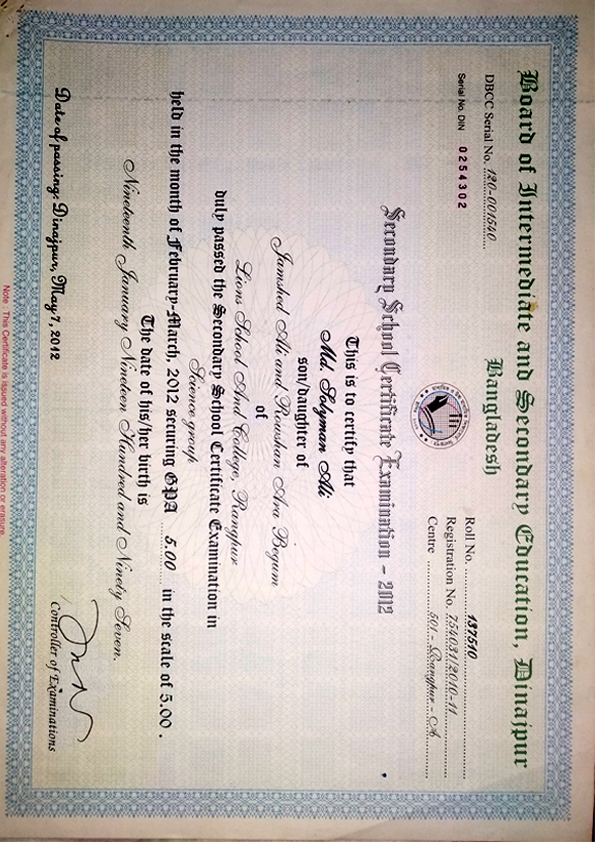 Board of Intermediate and Secondary Education, Dinajpur
Bangladesh
DBCC Serial No. 120-001540
Serial No. DIN 0254302
Roll No. 137510
Registration No. 754031/2010-11
Centre 501 - Rangpur - A
Secondary School Certificate Examination - 2012
This is to certify that
Md. Solyman Ali
son/daughter of
Jamshed Ali and Rowshan Ara Begum
of
Lions School And College, Rangpur
duly passed the Secondary School Certificate Examination in
Science group
held in the month of February-March, 2012 securing GPA 5.00 in the scale of 5.00 .
The date of his/her birth is
Nineteenth January Nineteen Hundred and Ninety Seven.
Date of passing: Dinajpur, May 7, 2012
Controller of Examinations
Note : This Certificate is issued without any alteration or erasure.